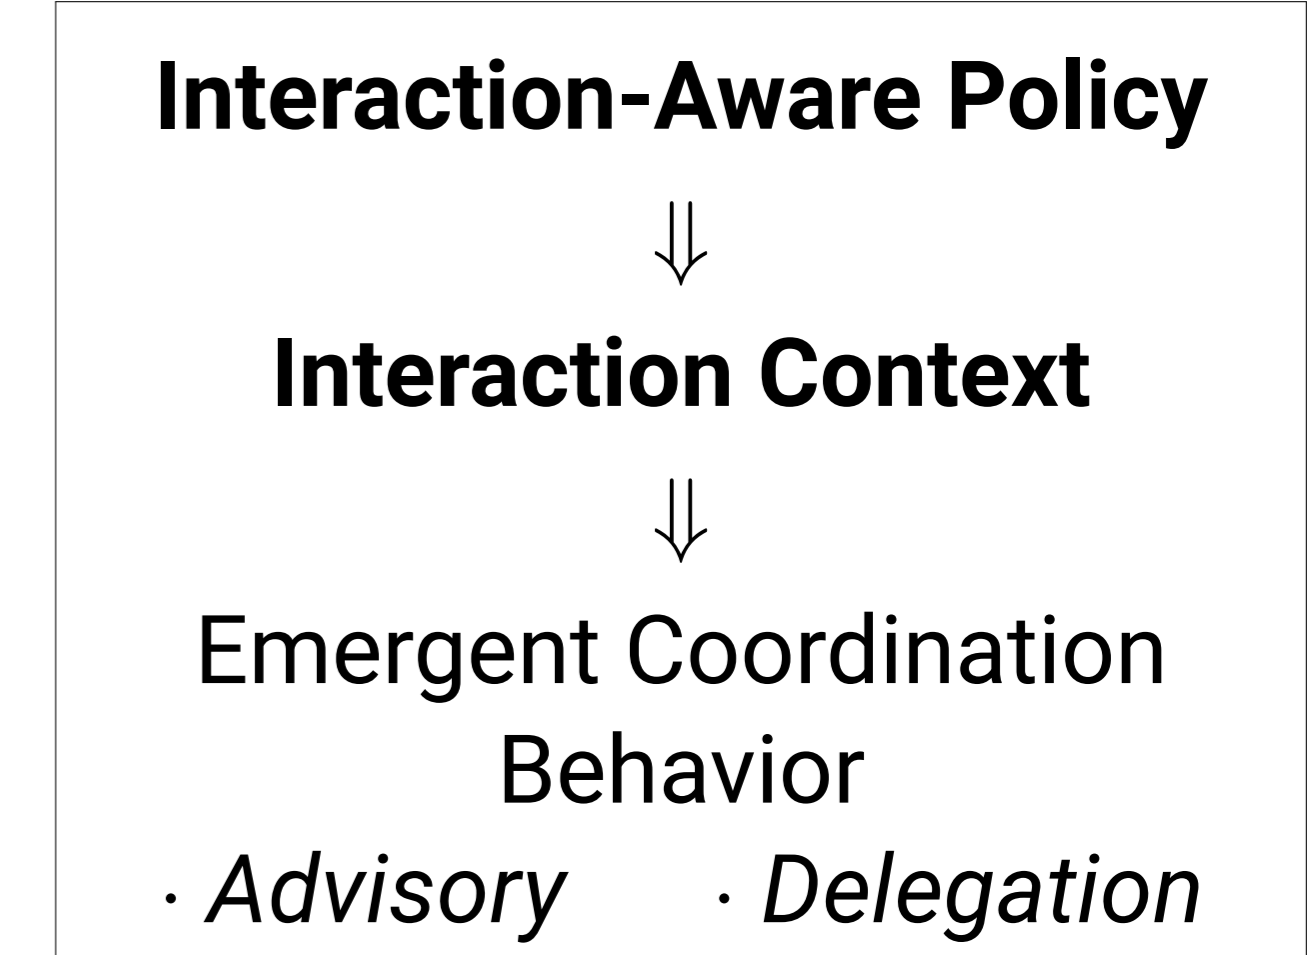 Interaction-Aware Policy
⇓
Interaction Context
⇓
Emergent Coordination
Behavior
· Advisory · Delegation